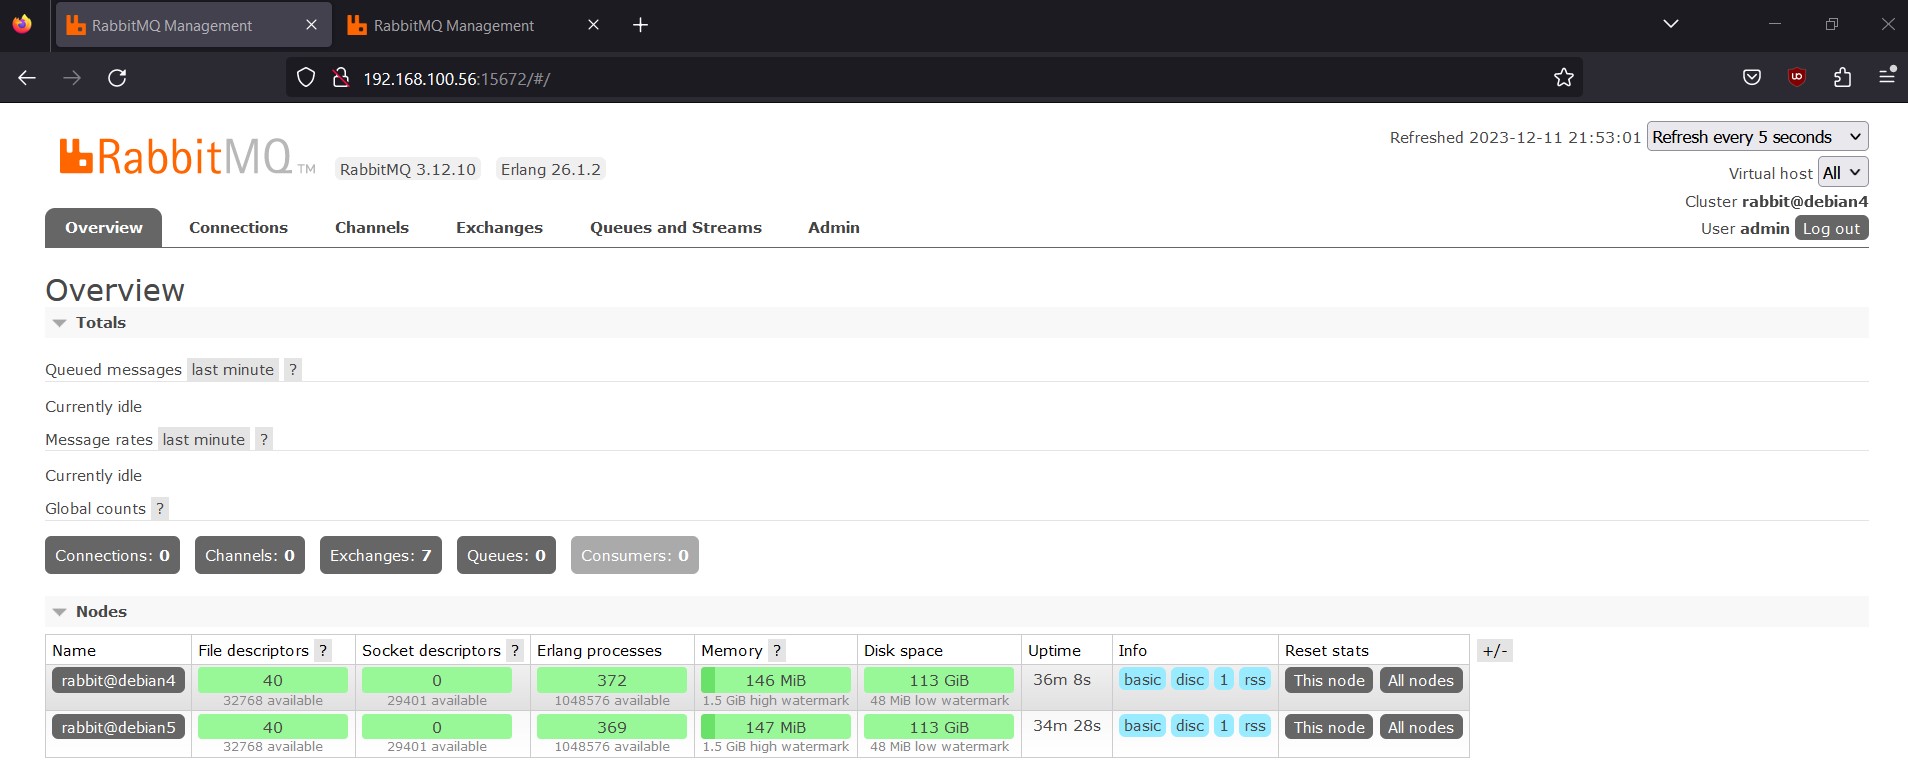 RabbitMQ Management
RabbitMQ Management
192.168.100.56:15672/#/
RabbitMQ TM
RabbitMQ 3.12.10
Erlang 26.1.2
Refreshed 2023-12-11 21:53:01 Refresh every 5 seconds
Virtual host All
Cluster rabbit@debian4
User admin Log out
Overview Connections Channels Exchanges Queues and Streams Admin
Overview
Totals
Queued messages last minute ?
Currently idle
Message rates last minute ?
Currently idle
Global counts ?
Connections: 0 Channels: 0 Exchanges: 7 Queues: 0 Consumers: 0
Nodes
Name File descriptors ? Socket descriptors ? Erlang processes Memory ? Disk space Uptime Info Reset stats +/-
rabbit@debian4 40 0 372 146 MiB 113 GiB 36m 8s basic disc 1 rss This node All nodes
32768 available 29401 available 1048576 available 1.5 GiB high watermark 48 MiB low watermark
rabbit@debian5 40 0 369 147 MiB 113 GiB 34m 28s basic disc 1 rss This node All nodes
32768 available 29401 available 1048576 available 1.5 GiB high watermark 48 MiB low watermark